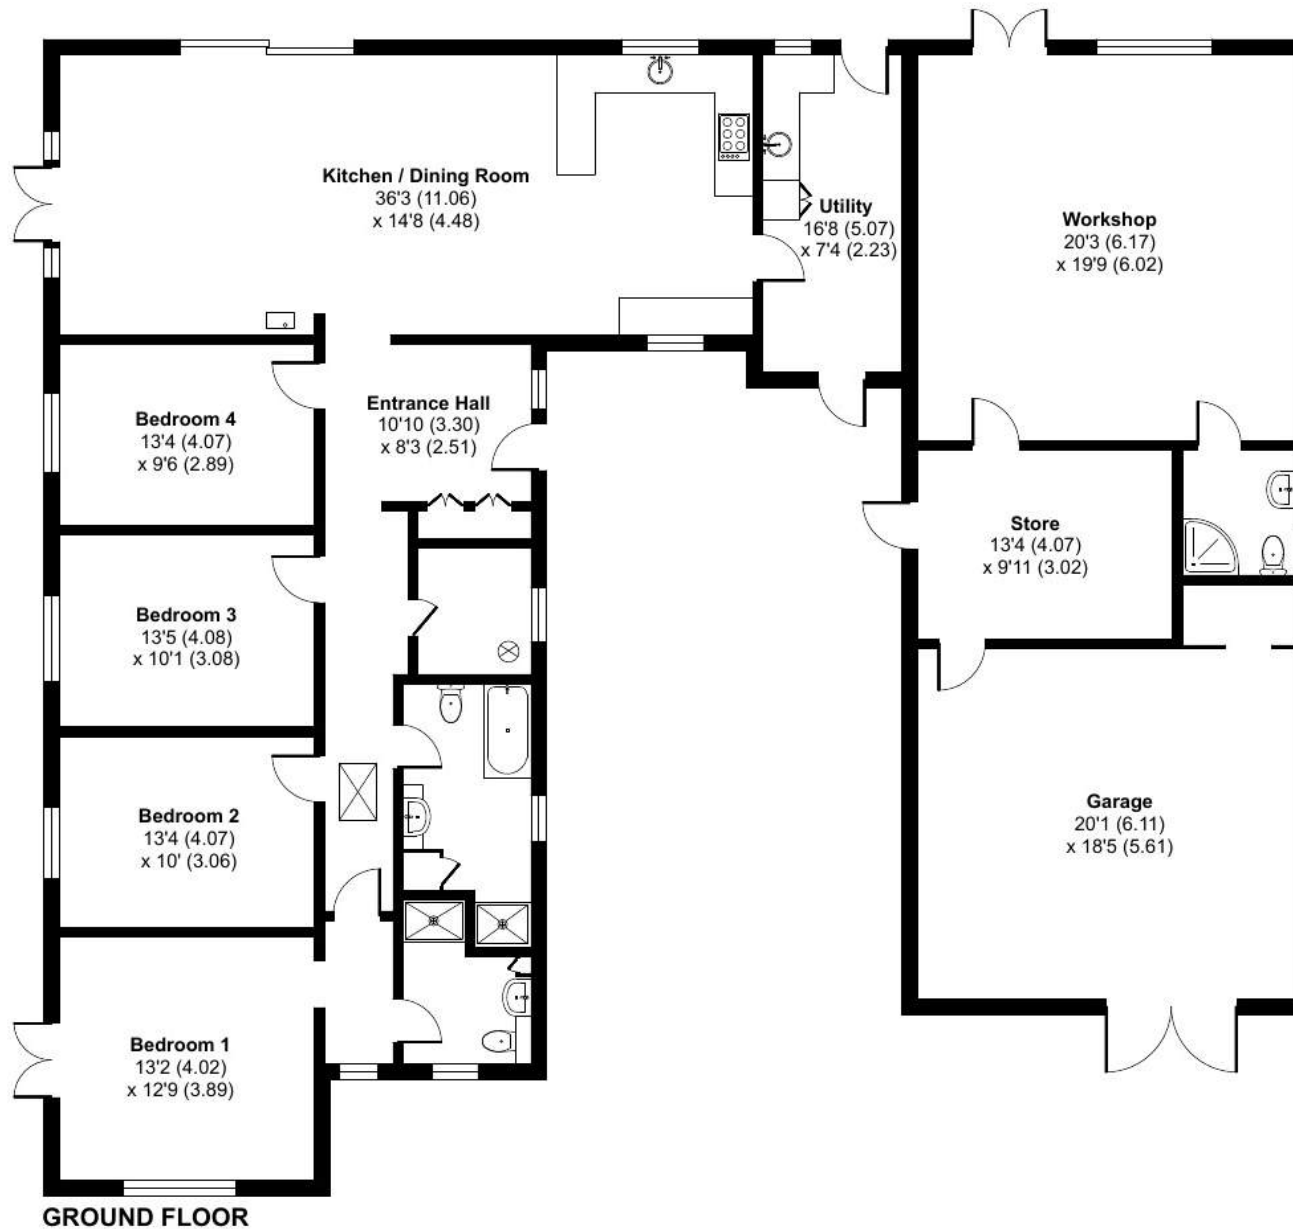 Kitchen / Dining Room
36'3 (11.06)
x 14'8 (4.48)
Utility
16'8 (5.07)
x 7'4 (2.23)
Workshop
20'3 (6.17)
x 19'9 (6.02)
Bedroom 4
13'4 (4.07)
x 9'6 (2.89)
Entrance Hall
10'10 (3.30)
x 8'3 (2.51)
Store
13'4 (4.07)
x 9'11 (3.02)
Bedroom 3
13'5 (4.08)
x 10'1 (3.08)
Bedroom 2
13'4 (4.07)
x 10' (3.06)
Garage
20'1 (6.11)
x 18'5 (5.61)
Bedroom 1
13'2 (4.02)
x 12'9 (3.89)
GROUND FLOOR